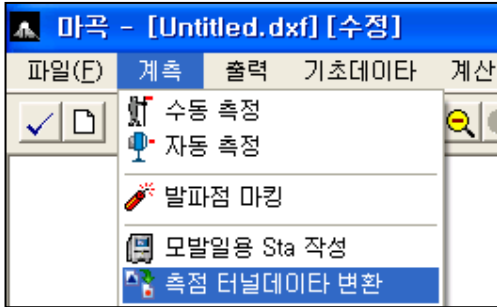 마곡 - [Untitled.dxf] [수정]
파일(F) 계측 출력 기초데이타 계산
수동 측정
자동 측정
발파점 마킹
모발일용 Sta 작성
측점 터널데이타 변환